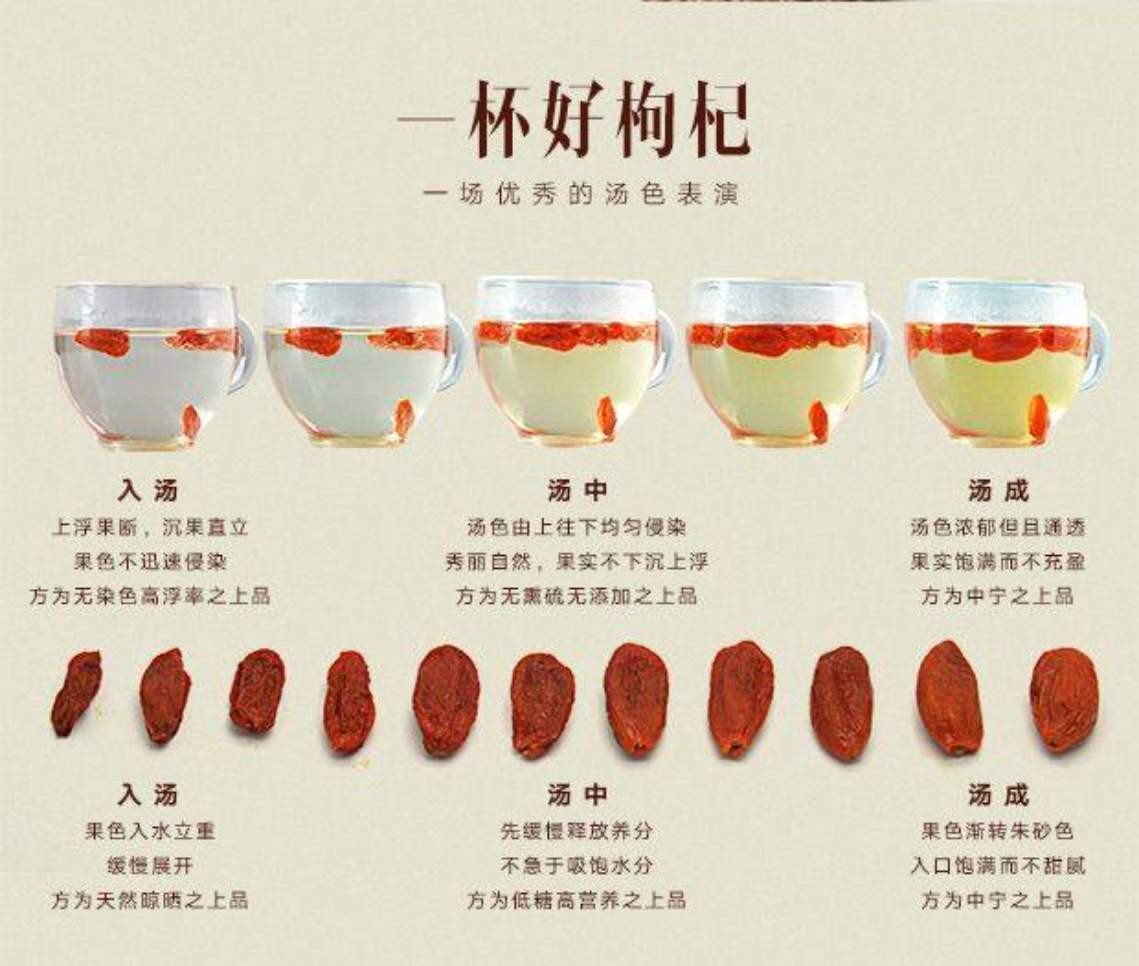 一杯好枸杞
一场优秀的汤色表演
入汤
上浮果断，沉果直立
果色不迅速侵染
方为无染色高浮率之上品
汤中
汤色由上往下均匀侵染
秀丽自然，果实不下沉上浮
方为无熏硫无添加之上品
汤成
汤色浓郁但且通透
果实饱满而不充盈
方为中宁之上品
入汤
果色入水立重
缓慢展开
方为天然晾晒之上品
汤中
先缓慢释放养分
不急于吸饱水分
方为低糖高营养之上品
汤成
果色渐转朱砂色
入口饱满而不甜腻
方为中宁之上品